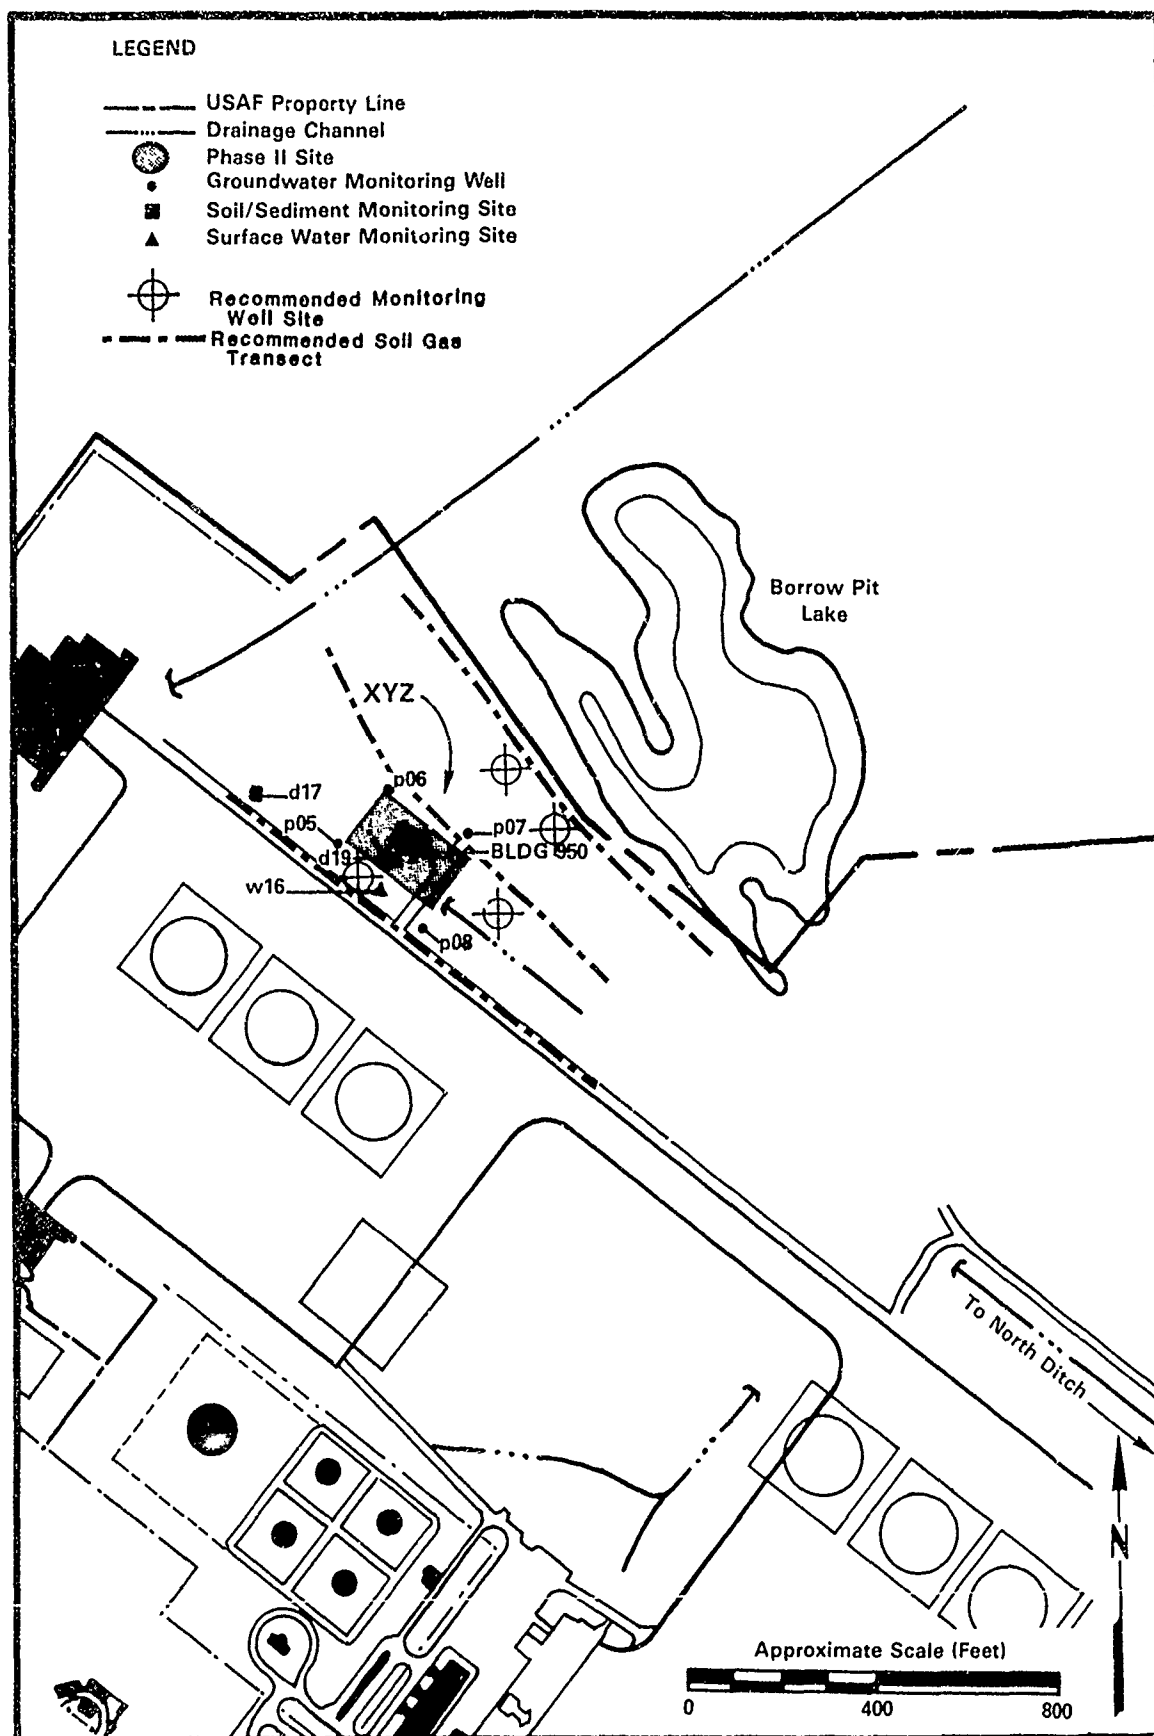 LEGEND
USAF Property Line
Drainage Channel
Phase II Site
Groundwater Monitoring Well
Soil/Sediment Monitoring Site
Surface Water Monitoring Site
Recommended Monitoring
Well Site
Recommended Soil Gas
Transect
Borrow Pit
Lake
XYZ
p06
d17
p05
p07
BLDG 950
d19
w16
p08
To North Ditch
N
Approximate Scale (Feet)
0 400 800